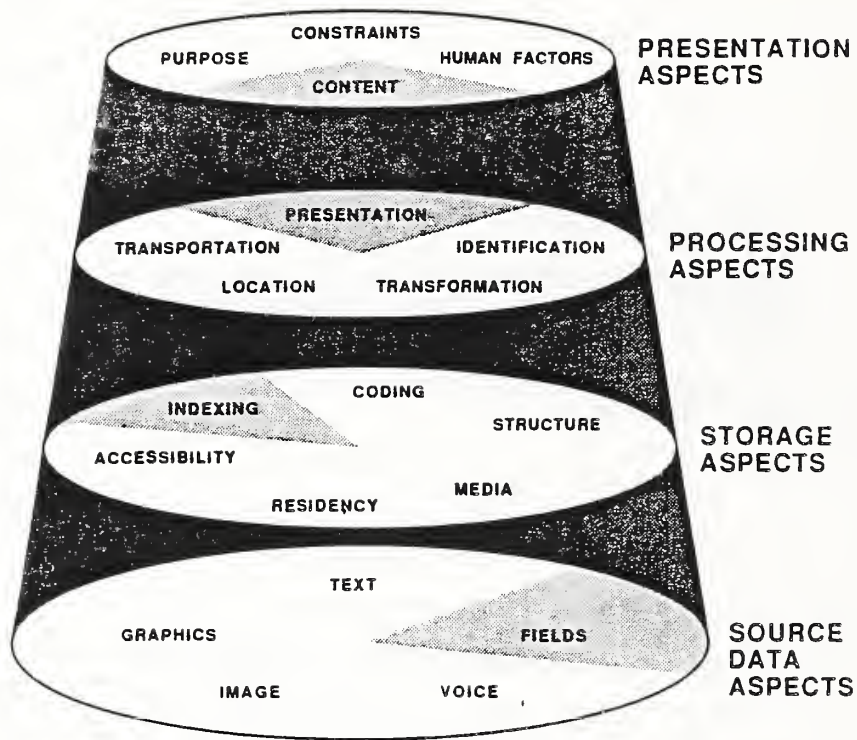 CONSTRAINTS
PURPOSE
HUMAN FACTORS
CONTENT
PRESENTATION
ASPECTS
PRESENTATION
TRANSPORTATION
IDENTIFICATION
LOCATION
TRANSFORMATION
PROCESSING
ASPECTS
CODING
INDEXING
STRUCTURE
ACCESSIBILITY
MEDIA
RESIDENCY
STORAGE
ASPECTS
TEXT
GRAPHICS
FIELDS
IMAGE
VOICE
SOURCE
DATA
ASPECTS